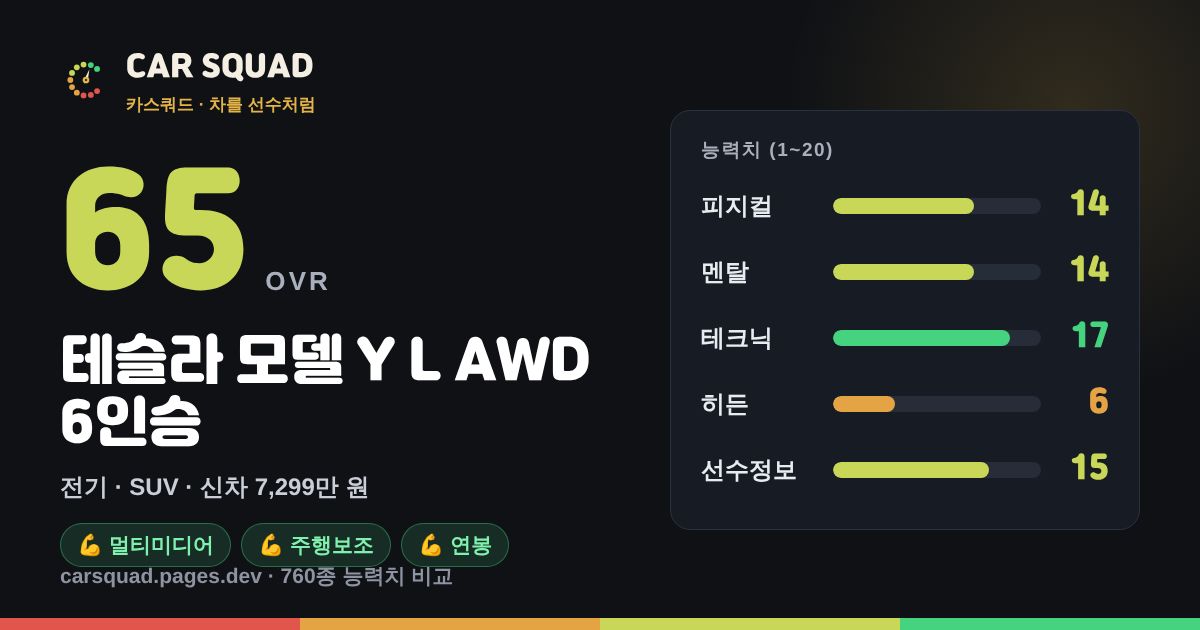 CAR SQUAD
카스쿼드 · 차를 선수처럼
65 OVR
테슬라 모델 Y L AWD
6인승
전기 · SUV · 신차 7,299만 원
💪 멀티미디어 💪 주행보조 💪 연봉
carsquad.pages.dev · 760종 능력치 비교
능력치 (1~20)
피지컬 14
멘탈 14
테크닉 17
히든 6
선수정보 15